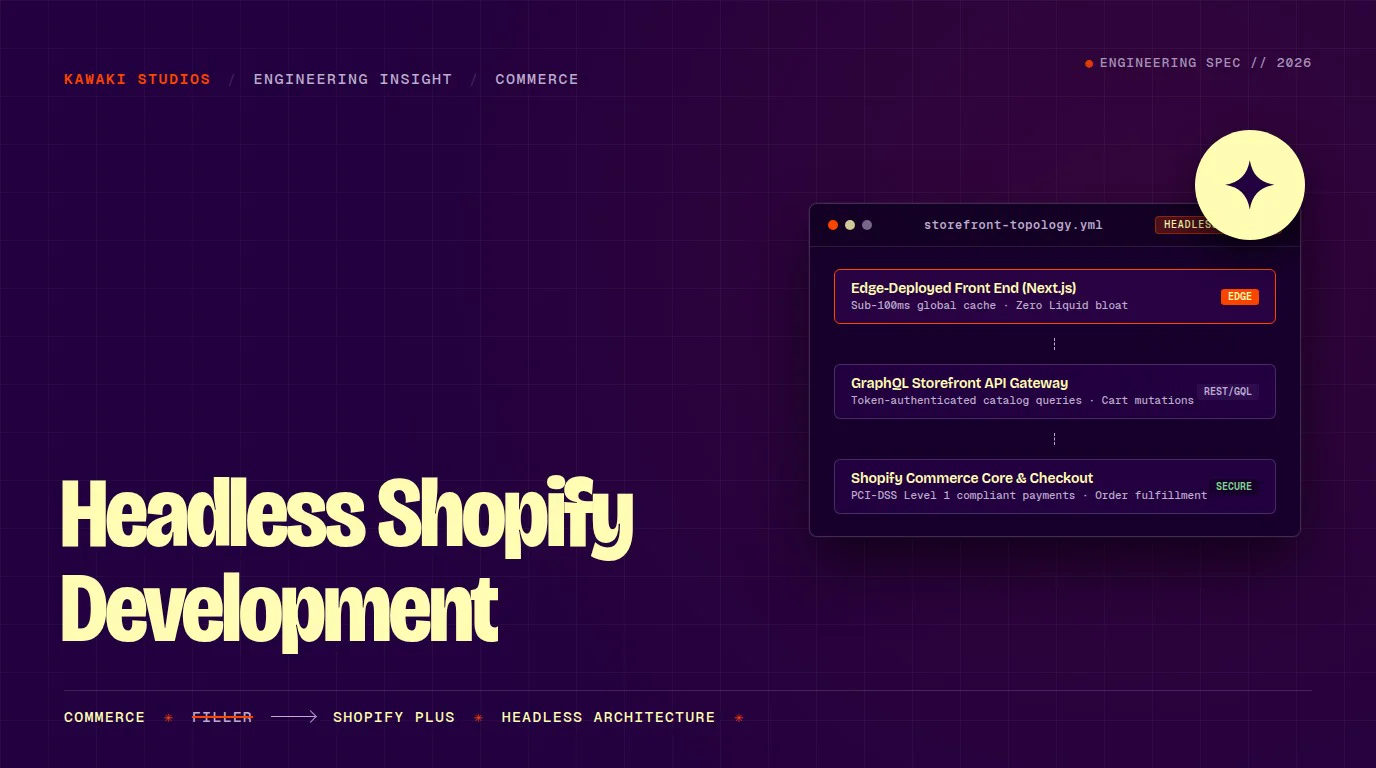 KAWAKI STUDIOS / ENGINEERING INSIGHT / COMMERCE
ENGINEERING SPEC // 2026
storefront-topology.yml
Edge-Deployed Front End (Next.js)
Sub-100ms global cache · Zero Liquid bloat
EDGE
GraphQL Storefront API Gateway
Token-authenticated catalog queries · Cart mutations
REST/GQL
Shopify Commerce Core & Checkout
PCI-DSS Level 1 compliant payments · Order fulfillment
SECURE
Headless Shopify
Development
COMMERCE ✳ FILLER → SHOPIFY PLUS ✳ HEADLESS ARCHITECTURE ✳